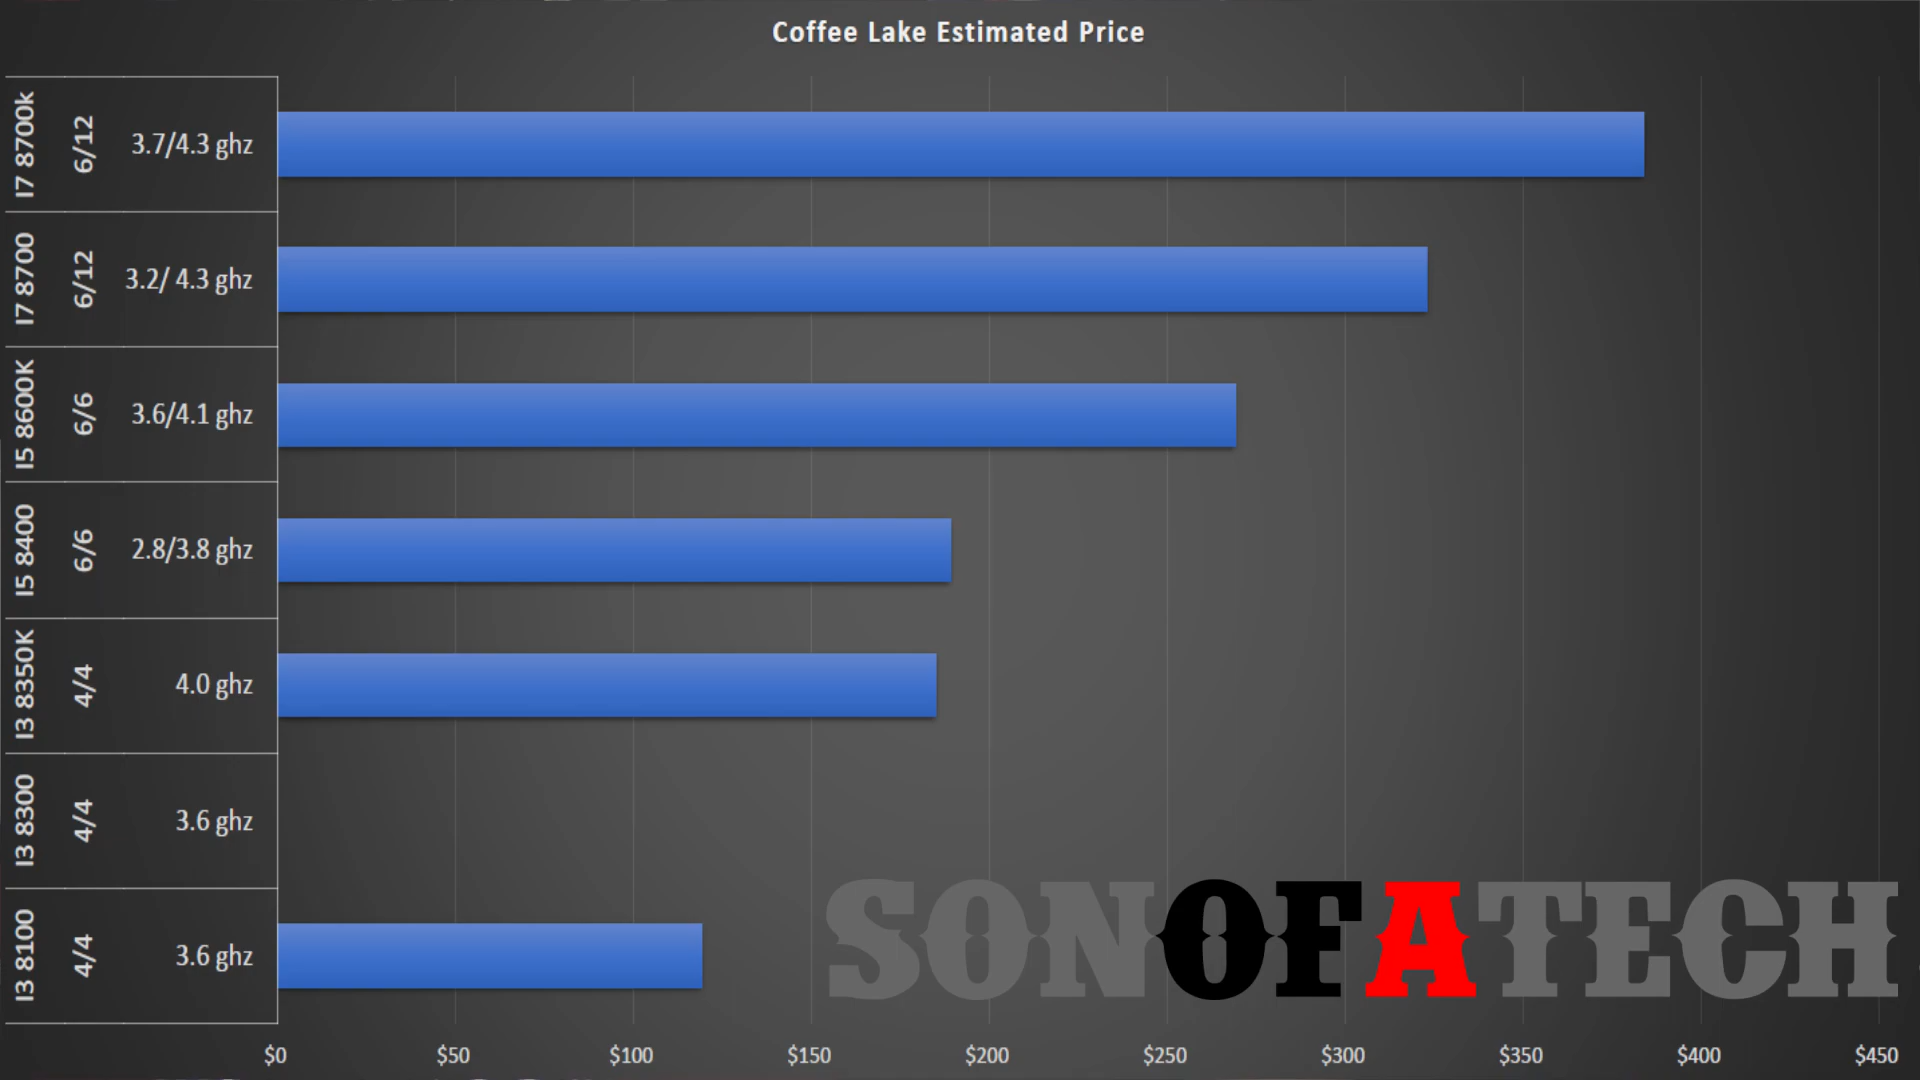 Coffee Lake Estimated Price
I7 8700k 6/12 3.7/4.3 ghz
I7 8700 6/12 3.2/ 4.3 ghz
I5 8600K 6/6 3.6/4.1 ghz
I5 8400 6/6 2.8/3.8 ghz
I3 8350K 4/4 4.0 ghz
I3 8300 4/4 3.6 ghz
I3 8100 4/4 3.6 ghz
SONOFATECH
$0 $50 $100 $150 $200 $250 $300 $350 $400 $450